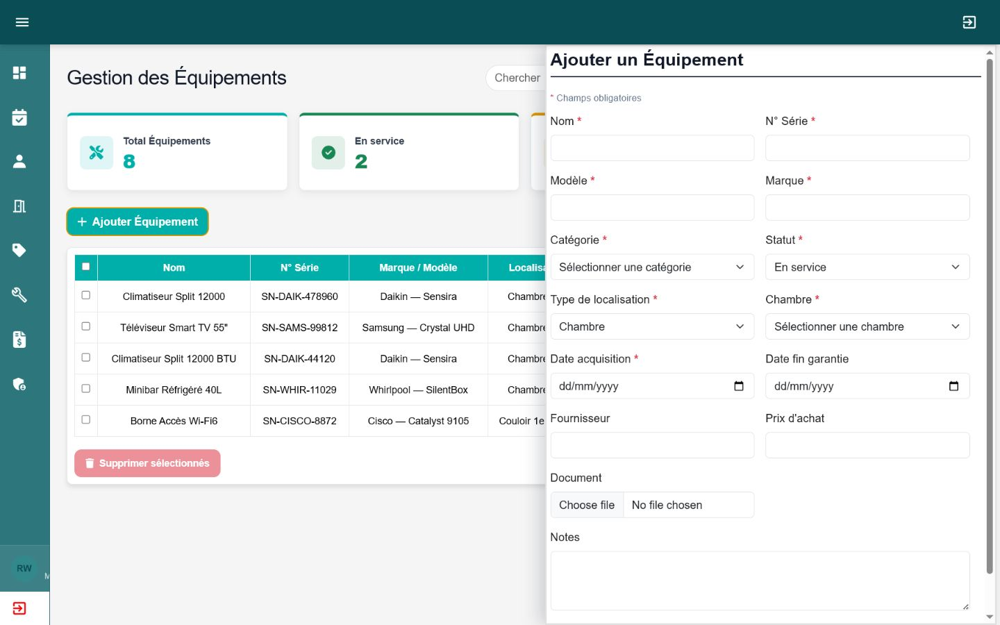 Gestion des Équipements
Chercher
Total Équipements
8
En service
2
Ajouter Équipement
Nom N° Série Marque / Modèle Localisa
Climatiseur Split 12000 SN-DAIK-478960 Daikin — Sensira Chambre
Téléviseur Smart TV 55" SN-SAMS-99812 Samsung — Crystal UHD Chambre
Climatiseur Split 12000 BTU SN-DAIK-44120 Daikin — Sensira Chambre
Minibar Réfrigéré 40L SN-WHIR-11029 Whirlpool — SilentBox Chambre
Borne Accès Wi-Fi6 SN-CISCO-8872 Cisco — Catalyst 9105 Couloir 1e
Supprimer sélectionnés
RW
M
Ajouter un Équipement
* Champs obligatoires
Nom * N° Série *
Modèle * Marque *
Catégorie * Statut *
Sélectionner une catégorie En service
Type de localisation * Chambre *
Chambre Sélectionner une chambre
Date acquisition * Date fin garantie
dd/mm/yyyy dd/mm/yyyy
Fournisseur Prix d'achat
Document
Choose file No file chosen
Notes